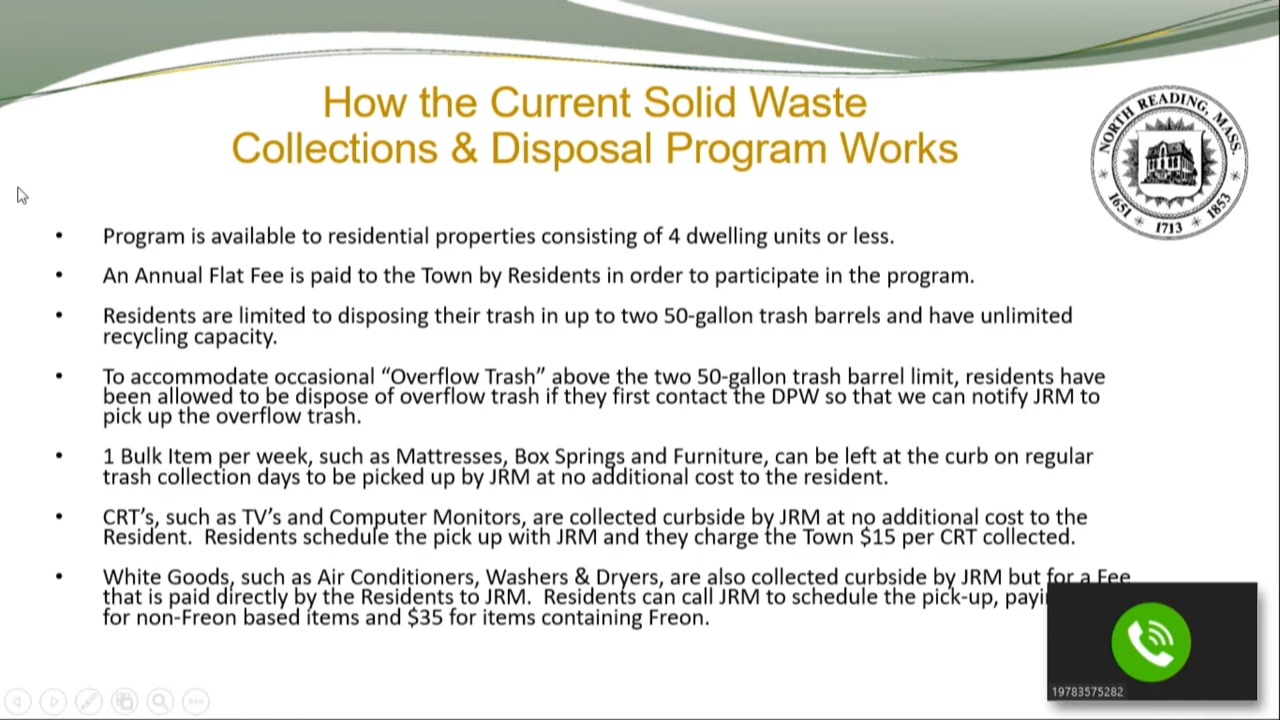 How the Current Solid Waste
Collections & Disposal Program Works
NORTH READING, MASS.
1651 * 1713 * 1853
• Program is available to residential properties consisting of 4 dwelling units or less.
• An Annual Flat Fee is paid to the Town by Residents in order to participate in the program.
• Residents are limited to disposing their trash in up to two 50-gallon trash barrels and have unlimited
recycling capacity.
• To accommodate occasional “Overflow Trash” above the two 50-gallon trash barrel limit, residents have
been allowed to be dispose of overflow trash if they first contact the DPW so that we can notify JRM to
pick up the overflow trash.
• 1 Bulk Item per week, such as Mattresses, Box Springs and Furniture, can be left at the curb on regular
trash collection days to be picked up by JRM at no additional cost to the resident.
• CRT’s, such as TV’s and Computer Monitors, are collected curbside by JRM at no additional cost to the
Resident.  Residents schedule the pick up with JRM and they charge the Town $15 per CRT collected.
• White Goods, such as Air Conditioners, Washers & Dryers, are also collected curbside by JRM but for a Fee
that is paid directly by the Residents to JRM.  Residents can call JRM to schedule the pick-up,
for non-Freon based items and $35 for items containing Freon.
19783575282